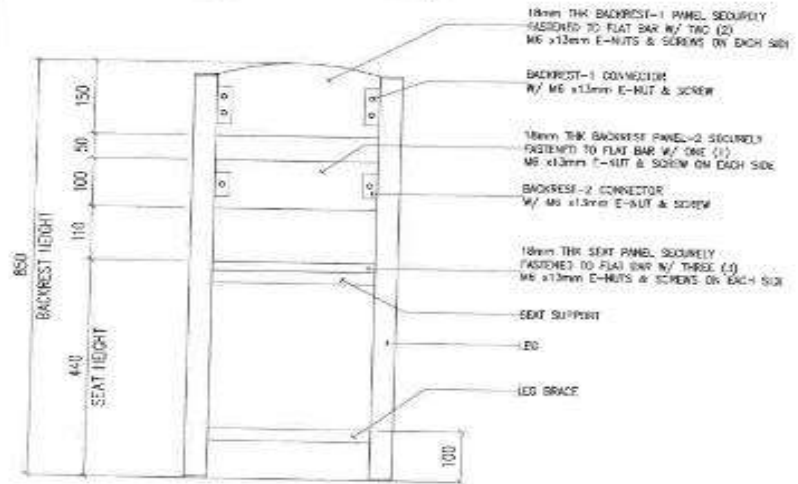 18mm THK BACKREST-1 PANEL SECURELY
FASTENED TO FLAT BAR W/ TWO (2)
M6 x13mm E-NUTS & SCREWS ON EACH SIDE
BACKREST-1 CONNECTOR
W/ M6 x13mm E-NUT & SCREW
18mm THK BACKREST PANEL-2 SECURELY
FASTENED TO FLAT BAR W/ ONE (1)
M6 x13mm E-NUT & SCREW ON EACH SIDE
BACKREST-2 CONNECTOR
W/ M6 x13mm E-NUT & SCREW
18mm THK SEAT PANEL SECURELY
FASTENED TO FLAT BAR W/ THREE (3)
M6 x13mm E-NUTS & SCREWS ON EACH SIDE
SEAT SUPPORT
LEG
LEG BRACE
150
50
100
110
850
BACKREST HEIGHT
440
SEAT HEIGHT
100